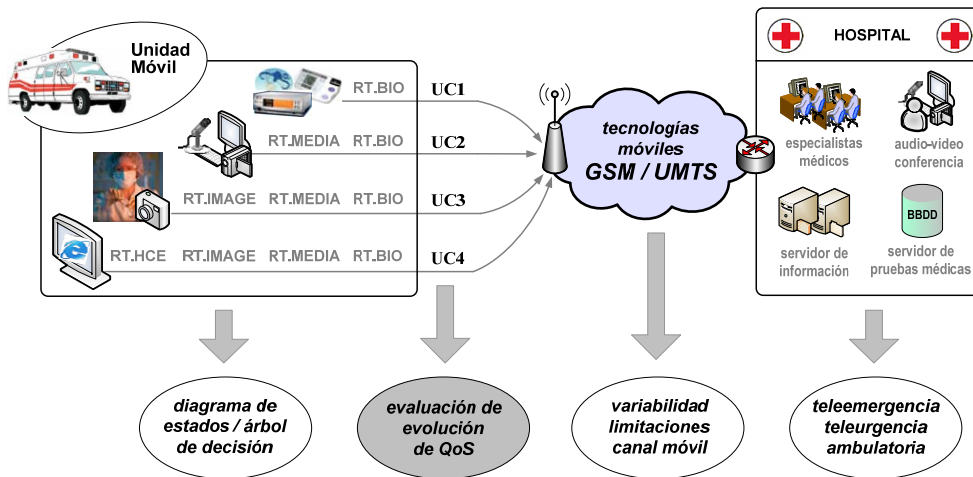 Unidad
Móvil
RT.BIO UC1
RT.MEDIA RT.BIO UC2
RT.IMAGE RT.MEDIA RT.BIO UC3
RT.HCE RT.IMAGE RT.MEDIA RT.BIO UC4
tecnologías
móviles
GSM / UMTS
HOSPITAL
especialistas
médicos
audio-video
conferencia
BBDD
servidor de
información
servidor de
pruebas médicas
diagrama de
estados / árbol
de decisión
evaluación de
evolución
de QoS
variabilidad
limitaciones
canal móvil
teleemergencia
teleurgencia
ambulatoria